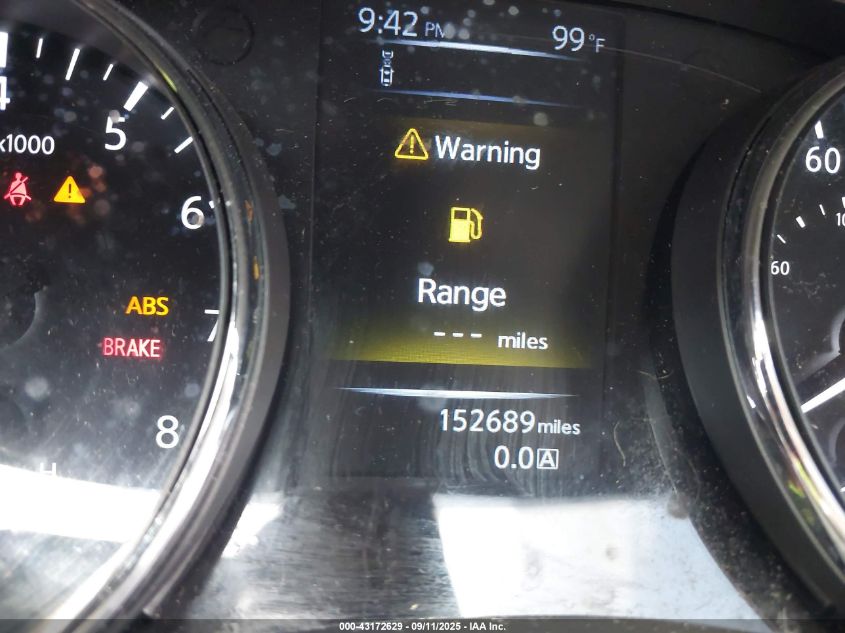 9:42 PM 99°F
4
5
x1000
Warning
60
6
10
60
Range
ABS
7
--- miles
BRAKE
152689 miles
8
0.0 A
H
000-43172629 - 09/11/2025 - IAA Inc.